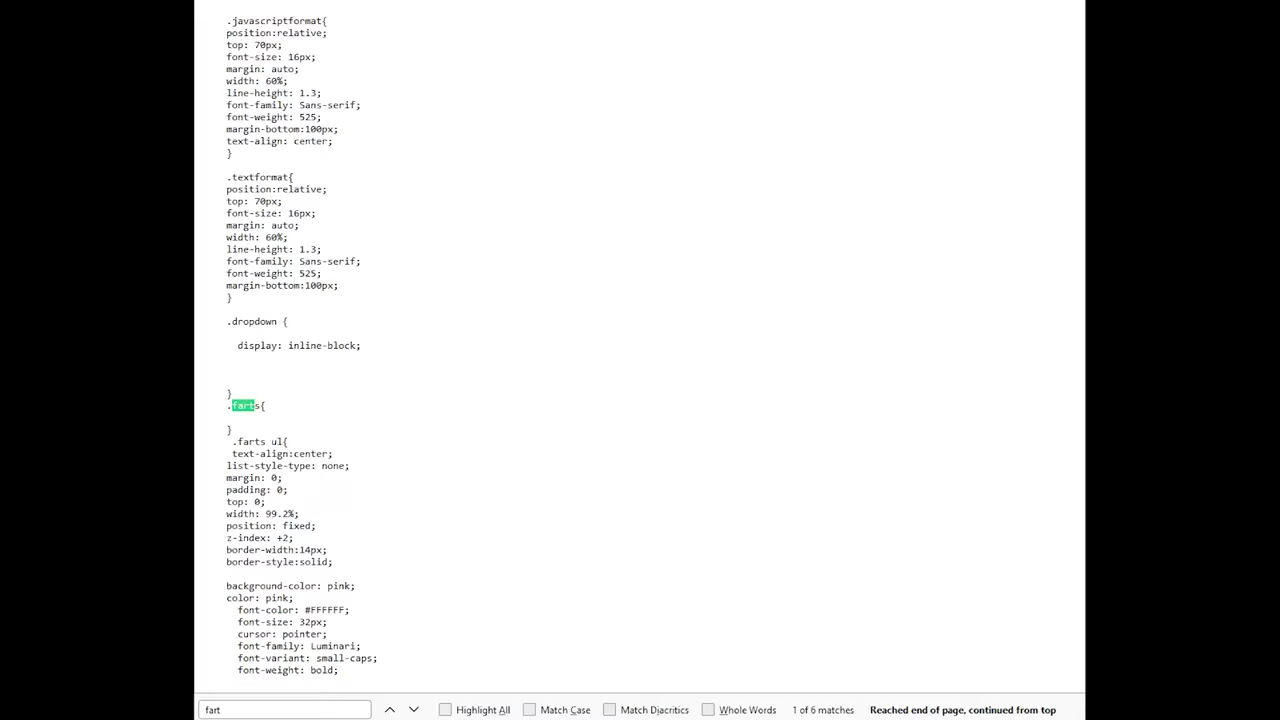 .javascriptformat{
position:relative;
top: 70px;
font-size: 16px;
margin: auto;
width: 60%;
line-height: 1.3;
font-family: Sans-serif;
font-weight: 525;
margin-bottom:100px;
text-align: center;
}
.textformat{
position:relative;
top: 70px;
font-size: 16px;
margin: auto;
width: 60%;
line-height: 1.3;
font-family: Sans-serif;
font-weight: 525;
margin-bottom:100px;
}
.dropdown {
display: inline-block;
}
.farts{
}
.farts ul{
text-align:center;
list-style-type: none;
margin: 0;
padding: 0;
top: 0;
width: 99.2%;
position: fixed;
z-index: +2;
border-width:14px;
border-style:solid;
background-color: pink;
color: pink;
font-color: #FFFFFF;
font-size: 32px;
cursor: pointer;
font-family: Luminari;
font-variant: small-caps;
font-weight: bold;
fart Highlight All Match Case Match Diacritics Whole Words 1 of 6 matches Reached end of page, continued from top